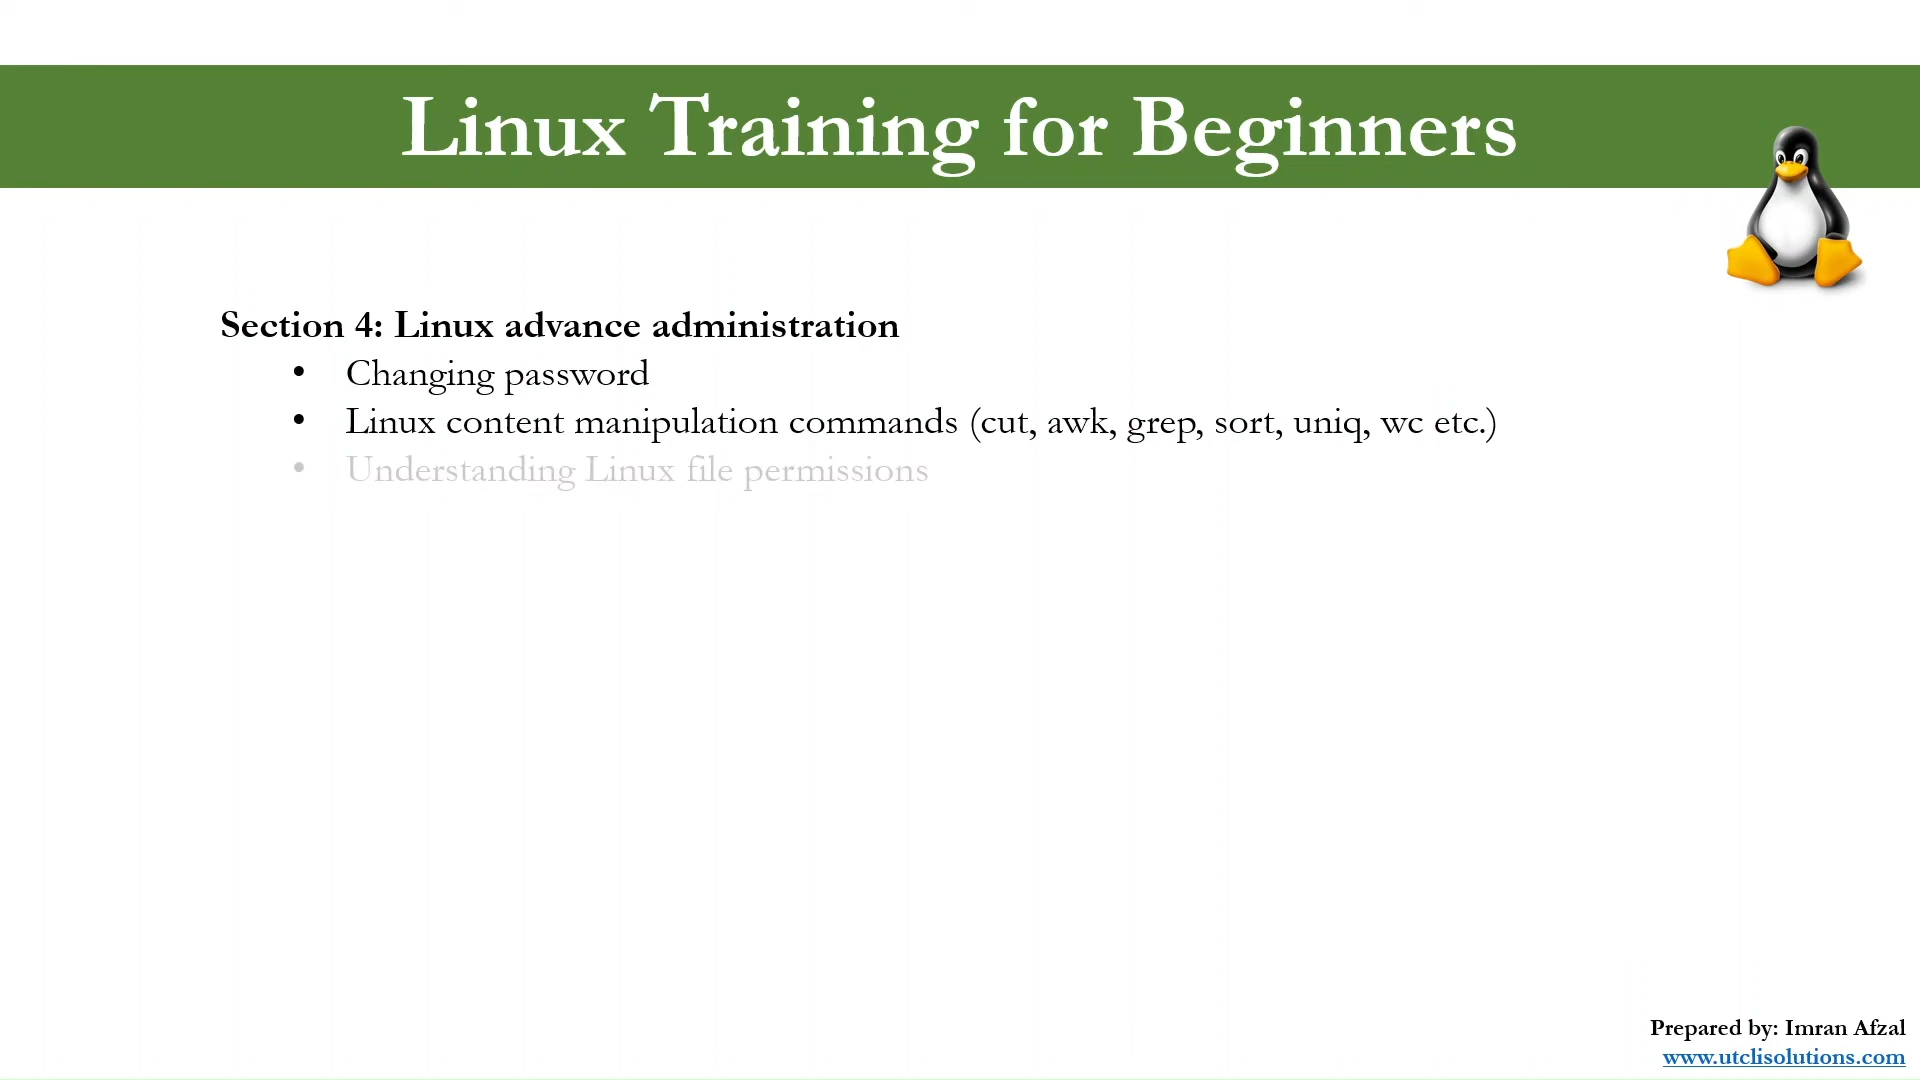 Linux Training for Beginners
Section 4: Linux advance administration
• Changing password
• Linux content manipulation commands (cut, awk, grep, sort, uniq, wc etc.)
• Understanding Linux file permissions
Prepared by: Imran Afzal
www.utclisolutions.com